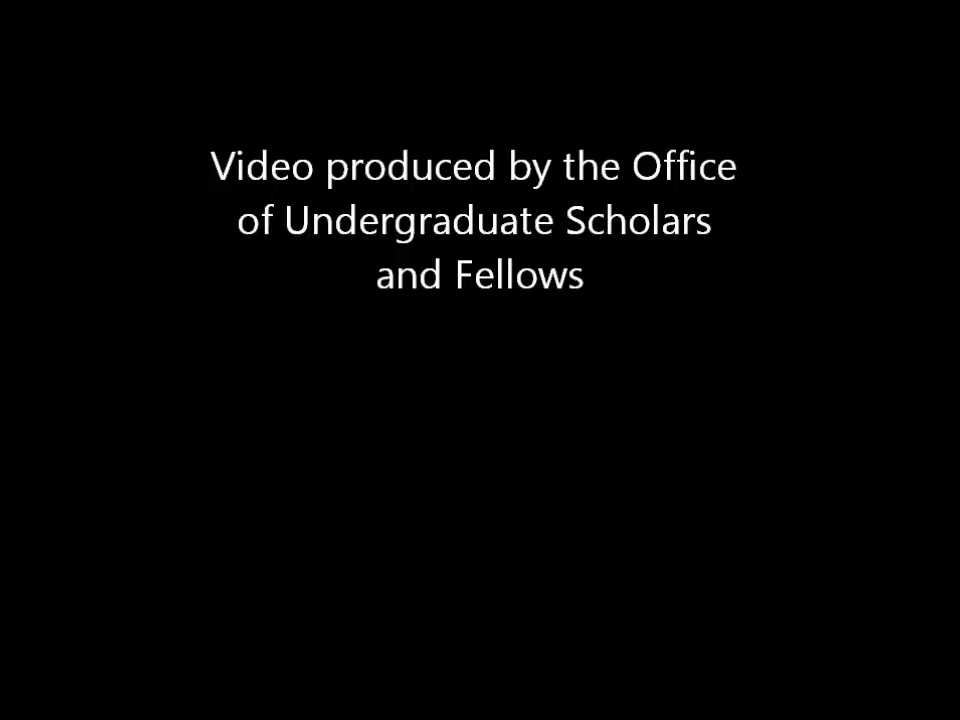 Video produced by the Office
of Undergraduate Scholars
and Fellows